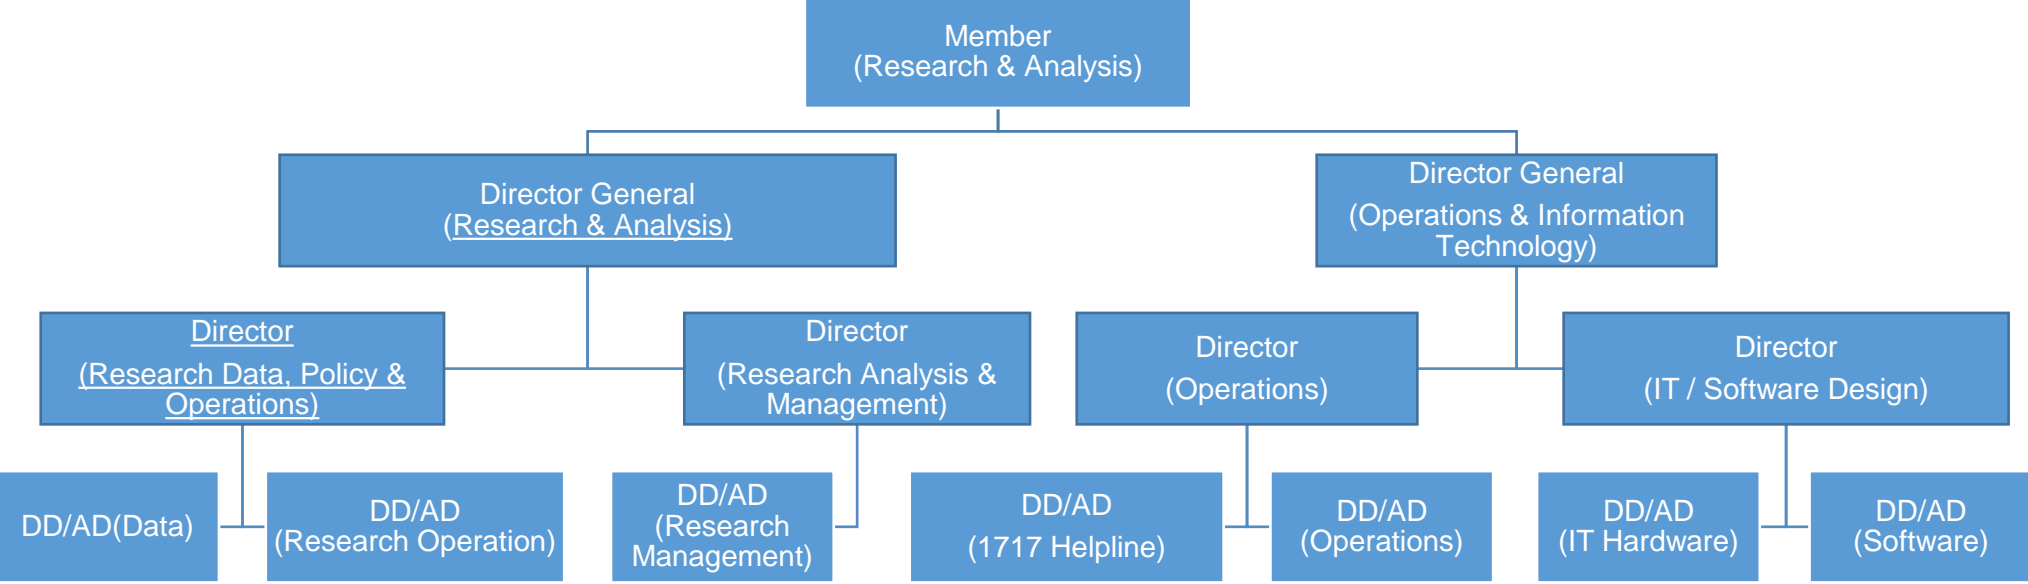 Member
(Research & Analysis)
Director General
(Research & Analysis)
Director General
(Operations & Information
Technology)
Director
(Research Data, Policy &
Operations)
Director
(Research Analysis &
Management)
Director
(Operations)
Director
(IT / Software Design)
DD/AD(Data)
DD/AD
(Research Operation)
DD/AD
(Research
Management)
DD/AD
(1717 Helpline)
DD/AD
(Operations)
DD/AD
(IT Hardware)
DD/AD
(Software)